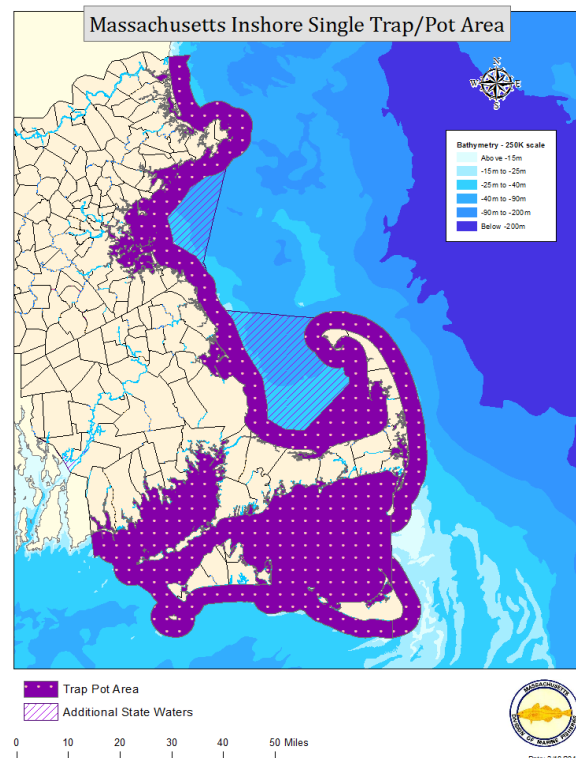 Massachusetts Inshore Single Trap/Pot Area
N
W E
S
Bathymetry - 250K scale
Above -15m
-15m to -25m
-25m to -40m
-40m to -90m
-90m to -200m
Below -200m
Trap Pot Area
Additional State Waters
0 10 20 30 40 50 Miles
MASSACHUSETTS
DIVISION OF MARINE FISHERIES